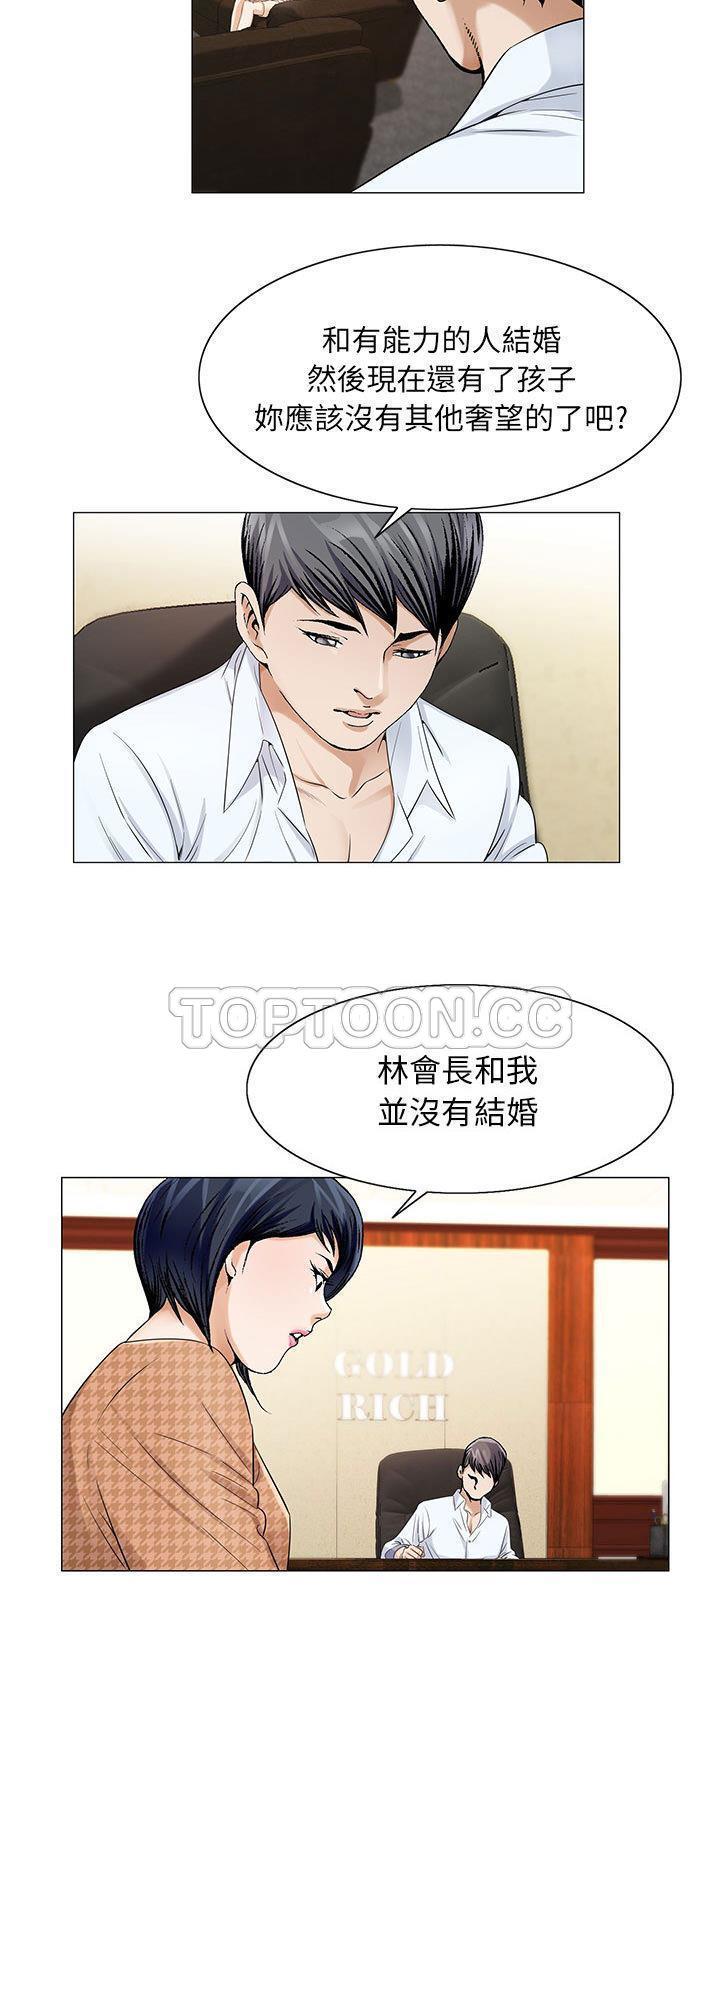 和有能力的人結婚
然後現在還有了孩子
妳應該沒有其他奢望的了吧?
TOPTOON.CC
林會長和我
並沒有結婚
GOLD
RICH